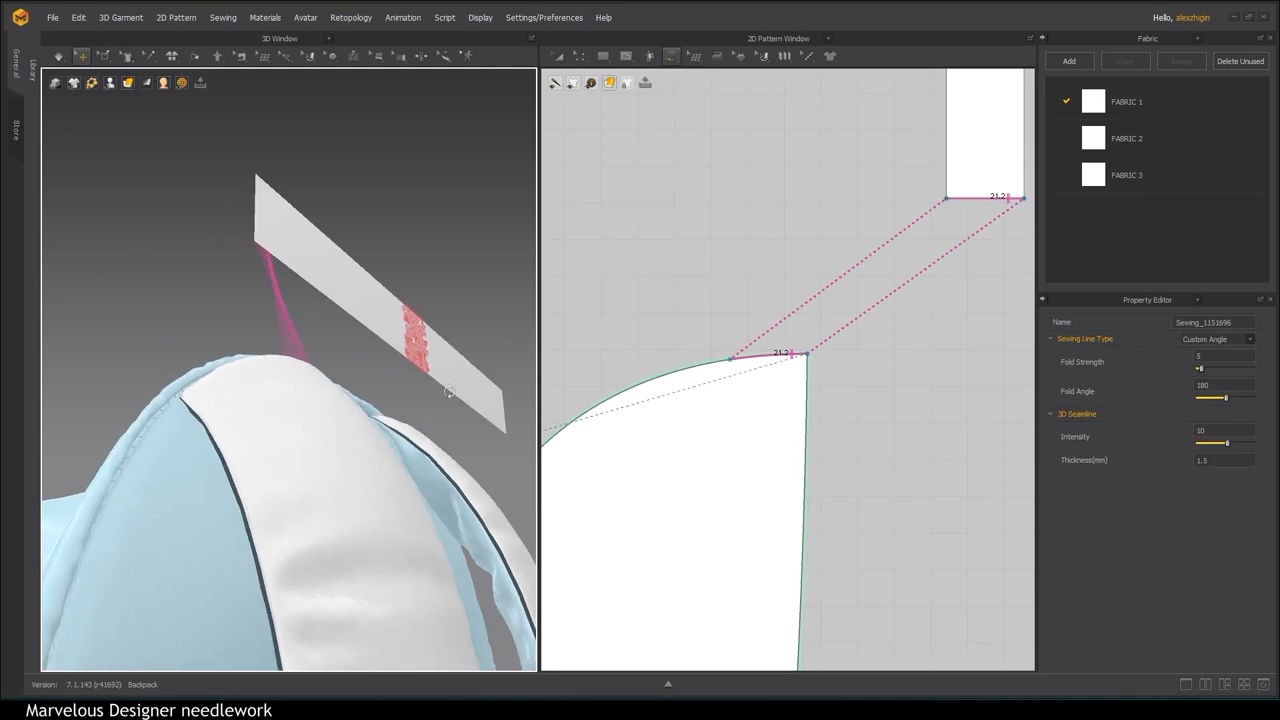 File Edit 3D Garment 2D Pattern Sewing Materials Avatar Retopology Animation Script Display Settings/Preferences Help
Hello, alexzhigin
3D Window
2D Pattern Window
Fabric
General
Library
Store
Add
Delete Unused
FABRIC 1
FABRIC 2
FABRIC 3
21.2
21.2
Property Editor
Name Sewing_1151696
Sewing Line Type Custom Angle
Fold Strength 5
Fold Angle 180
3D Seamline
Intensity 10
Thickness(mm) 1.5
Version: 7.1.143 (r41692) Backpack
Marvelous Designer needlework